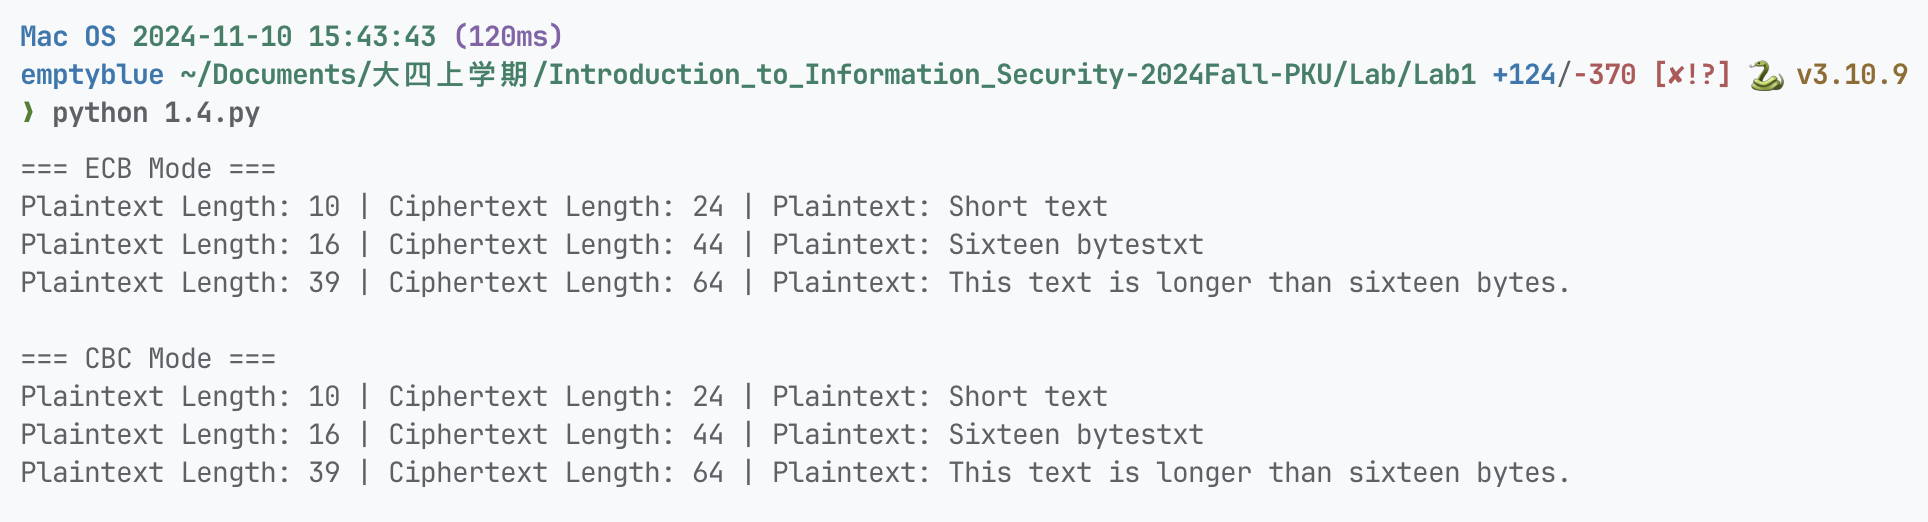 Mac OS 2024-11-10 15:43:43 (120ms)
emptyblue ~/Documents/大四上学期/Introduction_to_Information_Security-2024Fall-PKU/Lab/Lab1 +124/-370 [✘!?] 🐍 v3.10.9
❯ python 1.4.py
=== ECB Mode ===
Plaintext Length: 10 | Ciphertext Length: 24 | Plaintext: Short text
Plaintext Length: 16 | Ciphertext Length: 44 | Plaintext: Sixteen bytestxt
Plaintext Length: 39 | Ciphertext Length: 64 | Plaintext: This text is longer than sixteen bytes.
=== CBC Mode ===
Plaintext Length: 10 | Ciphertext Length: 24 | Plaintext: Short text
Plaintext Length: 16 | Ciphertext Length: 44 | Plaintext: Sixteen bytestxt
Plaintext Length: 39 | Ciphertext Length: 64 | Plaintext: This text is longer than sixteen bytes.